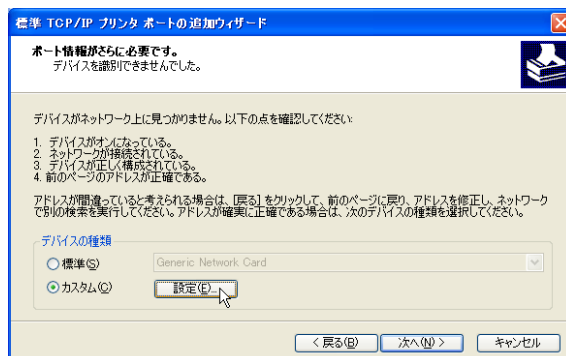 標準 TCP/IP プリンタ ポートの追加ウィザード
ポート情報がさらに必要です。
デバイスを識別できませんでした。
デバイスがネットワーク上に見つかりません。以下の点を確認してください:
1. デバイスがオンになっている。
2. ネットワークが接続されている。
3. デバイスが正しく構成されている。
4. 前のページのアドレスが正確である。
アドレスが間違っていると考えられる場合は、[戻る] をクリックして、前のページに戻り、アドレスを修正し、ネットワーク
で別の検索を実行してください。アドレスが確実に正確である場合は、次のデバイスの種類を選択してください。
デバイスの種類
標準(S)
Generic Network Card
カスタム(C)
設定(E)...
< 戻る(B)
次へ(N) >
キャンセル